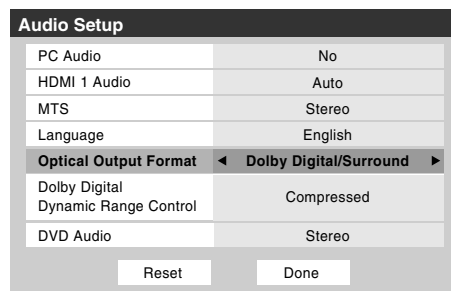 Audio Setup
PC Audio No
HDMI 1 Audio Auto
MTS Stereo
Language English
Optical Output Format ◀ Dolby Digital/Surround ▶
Dolby Digital
Dynamic Range Control Compressed
DVD Audio Stereo
Reset Done